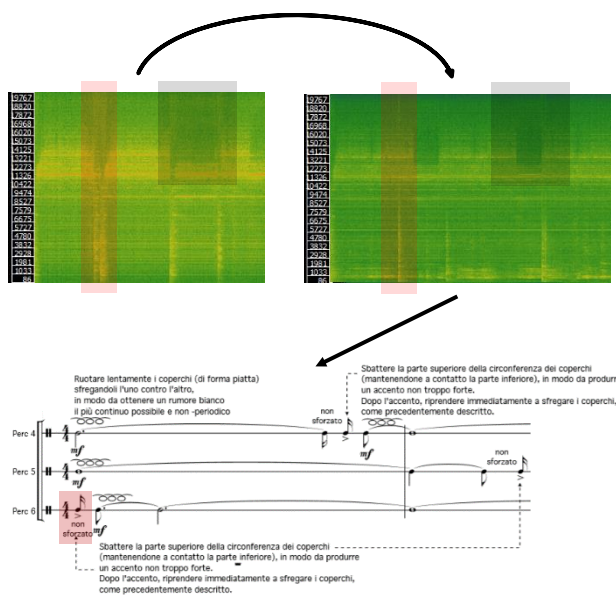 19767
18820
17872
16968
16020
15073
14125
13221
12273
11326
10422
9474
8527
7579
6675
5727
4780
3832
2928
1981
1033
86
19767
18820
17872
16968
16020
15073
14125
13221
12273
11326
10422
9474
8527
7579
6675
5727
4780
3832
2928
1981
1033
86
Sbattere la parte superiore della circonferenza dei coperchi
(mantenendone a contatto la parte inferiore), in modo da produrre
un accento non troppo forte.
Dopo l'accento, riprendere immediatamente a sfregare i coperchi,
come precedentemente descritto.
Ruotare lentamente i coperchi (di forma piatta)
sfregandoli l'uno contro l'altro,
in modo da ottenere un rumore bianco
il più continuo possibile e non -periodico
non
sforzato
Perc 4
mf
mf
non
sforzato
Perc 5
mf
Perc 6
non
sforzato
mf
Sbattere la parte superiore della circonferenza dei coperchi
(mantenendone a contatto la parte inferiore), in modo da produrre
un accento non troppo forte.
Dopo l'accento, riprendere immediatamente a sfregare i coperchi,
come precedentemente descritto.